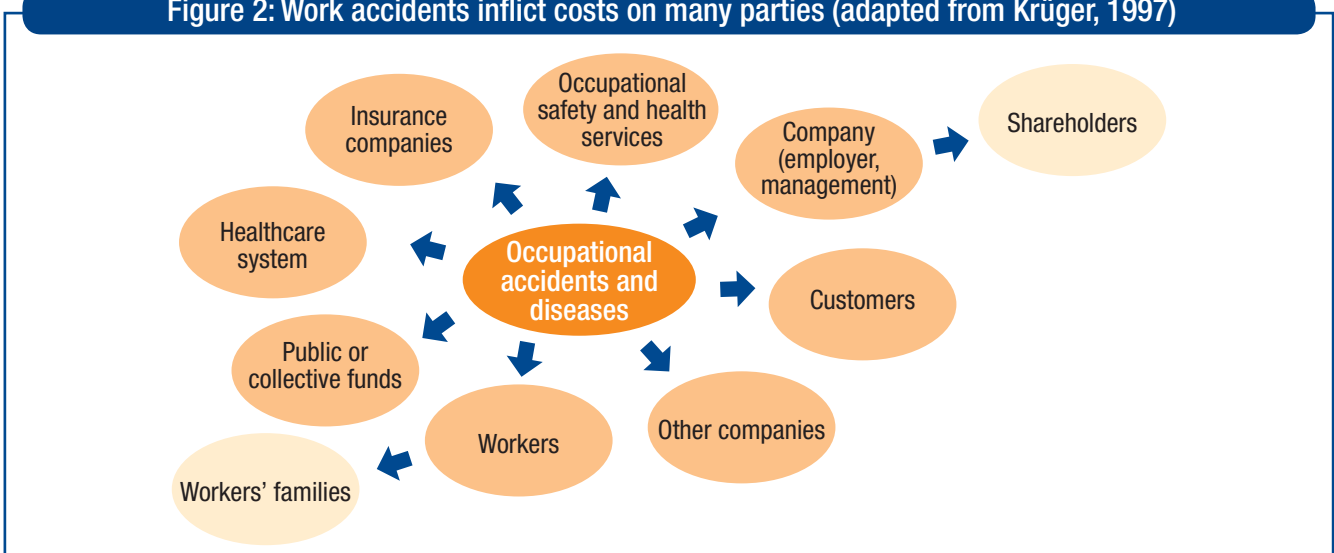 Figure 2: Work accidents inflict costs on many parties (adapted from Krüger, 1997)
Occupational
safety and health
services
Insurance
companies
Company
(employer,
management)
Shareholders
Healthcare
system
Occupational
accidents and
diseases
Customers
Public or
collective funds
Workers
Other companies
Workers' families